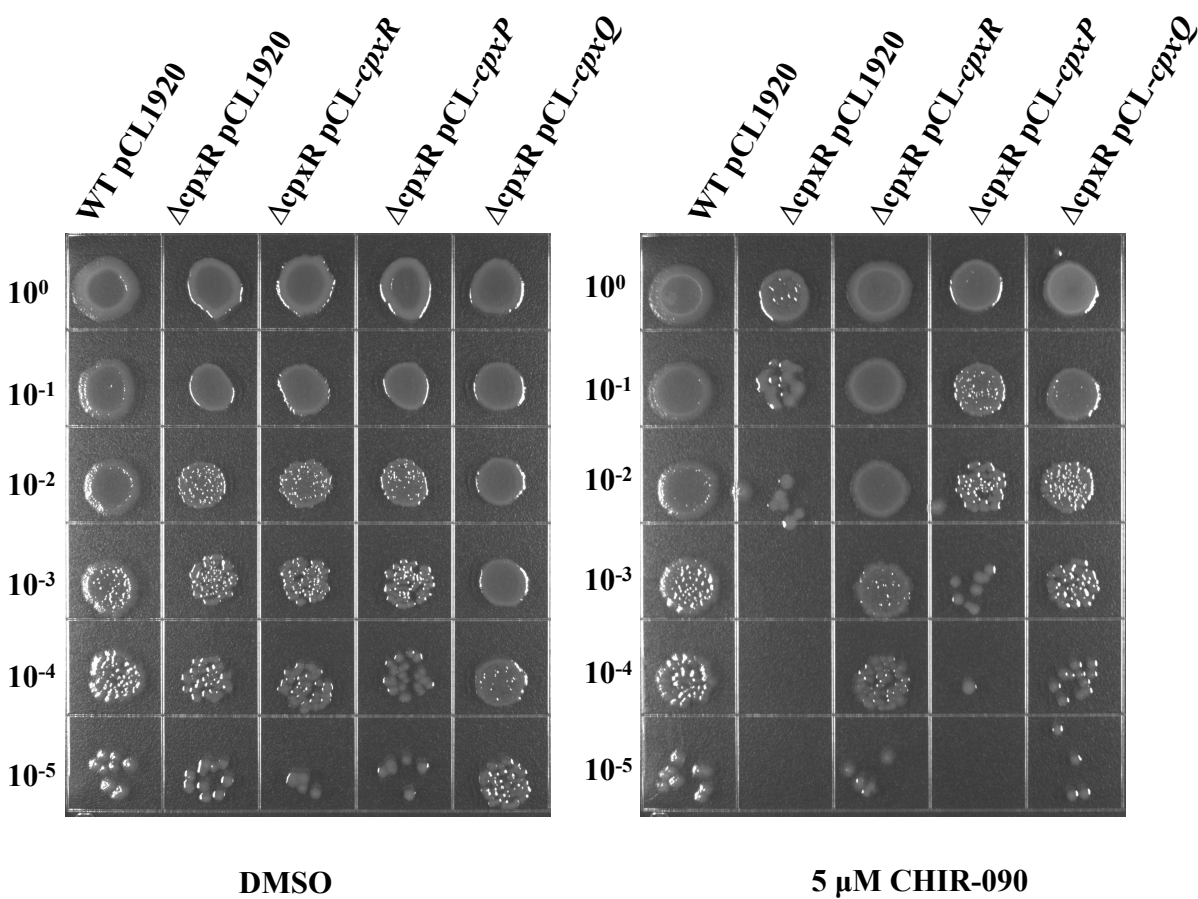 WT pCL1920
ΔcpxR pCL1920
ΔcpxR pCL-cpxR
ΔcpxR pCL-cpxP
ΔcpxR pCL-cpxQ
WT pCL1920
ΔcpxR pCL1920
ΔcpxR pCL-cpxR
ΔcpxR pCL-cpxP
ΔcpxR pCL-cpxQ
10⁰
10⁻¹
10⁻²
10⁻³
10⁻⁴
10⁻⁵
10⁰
10⁻¹
10⁻²
10⁻³
10⁻⁴
10⁻⁵
DMSO
5 μM CHIR-090